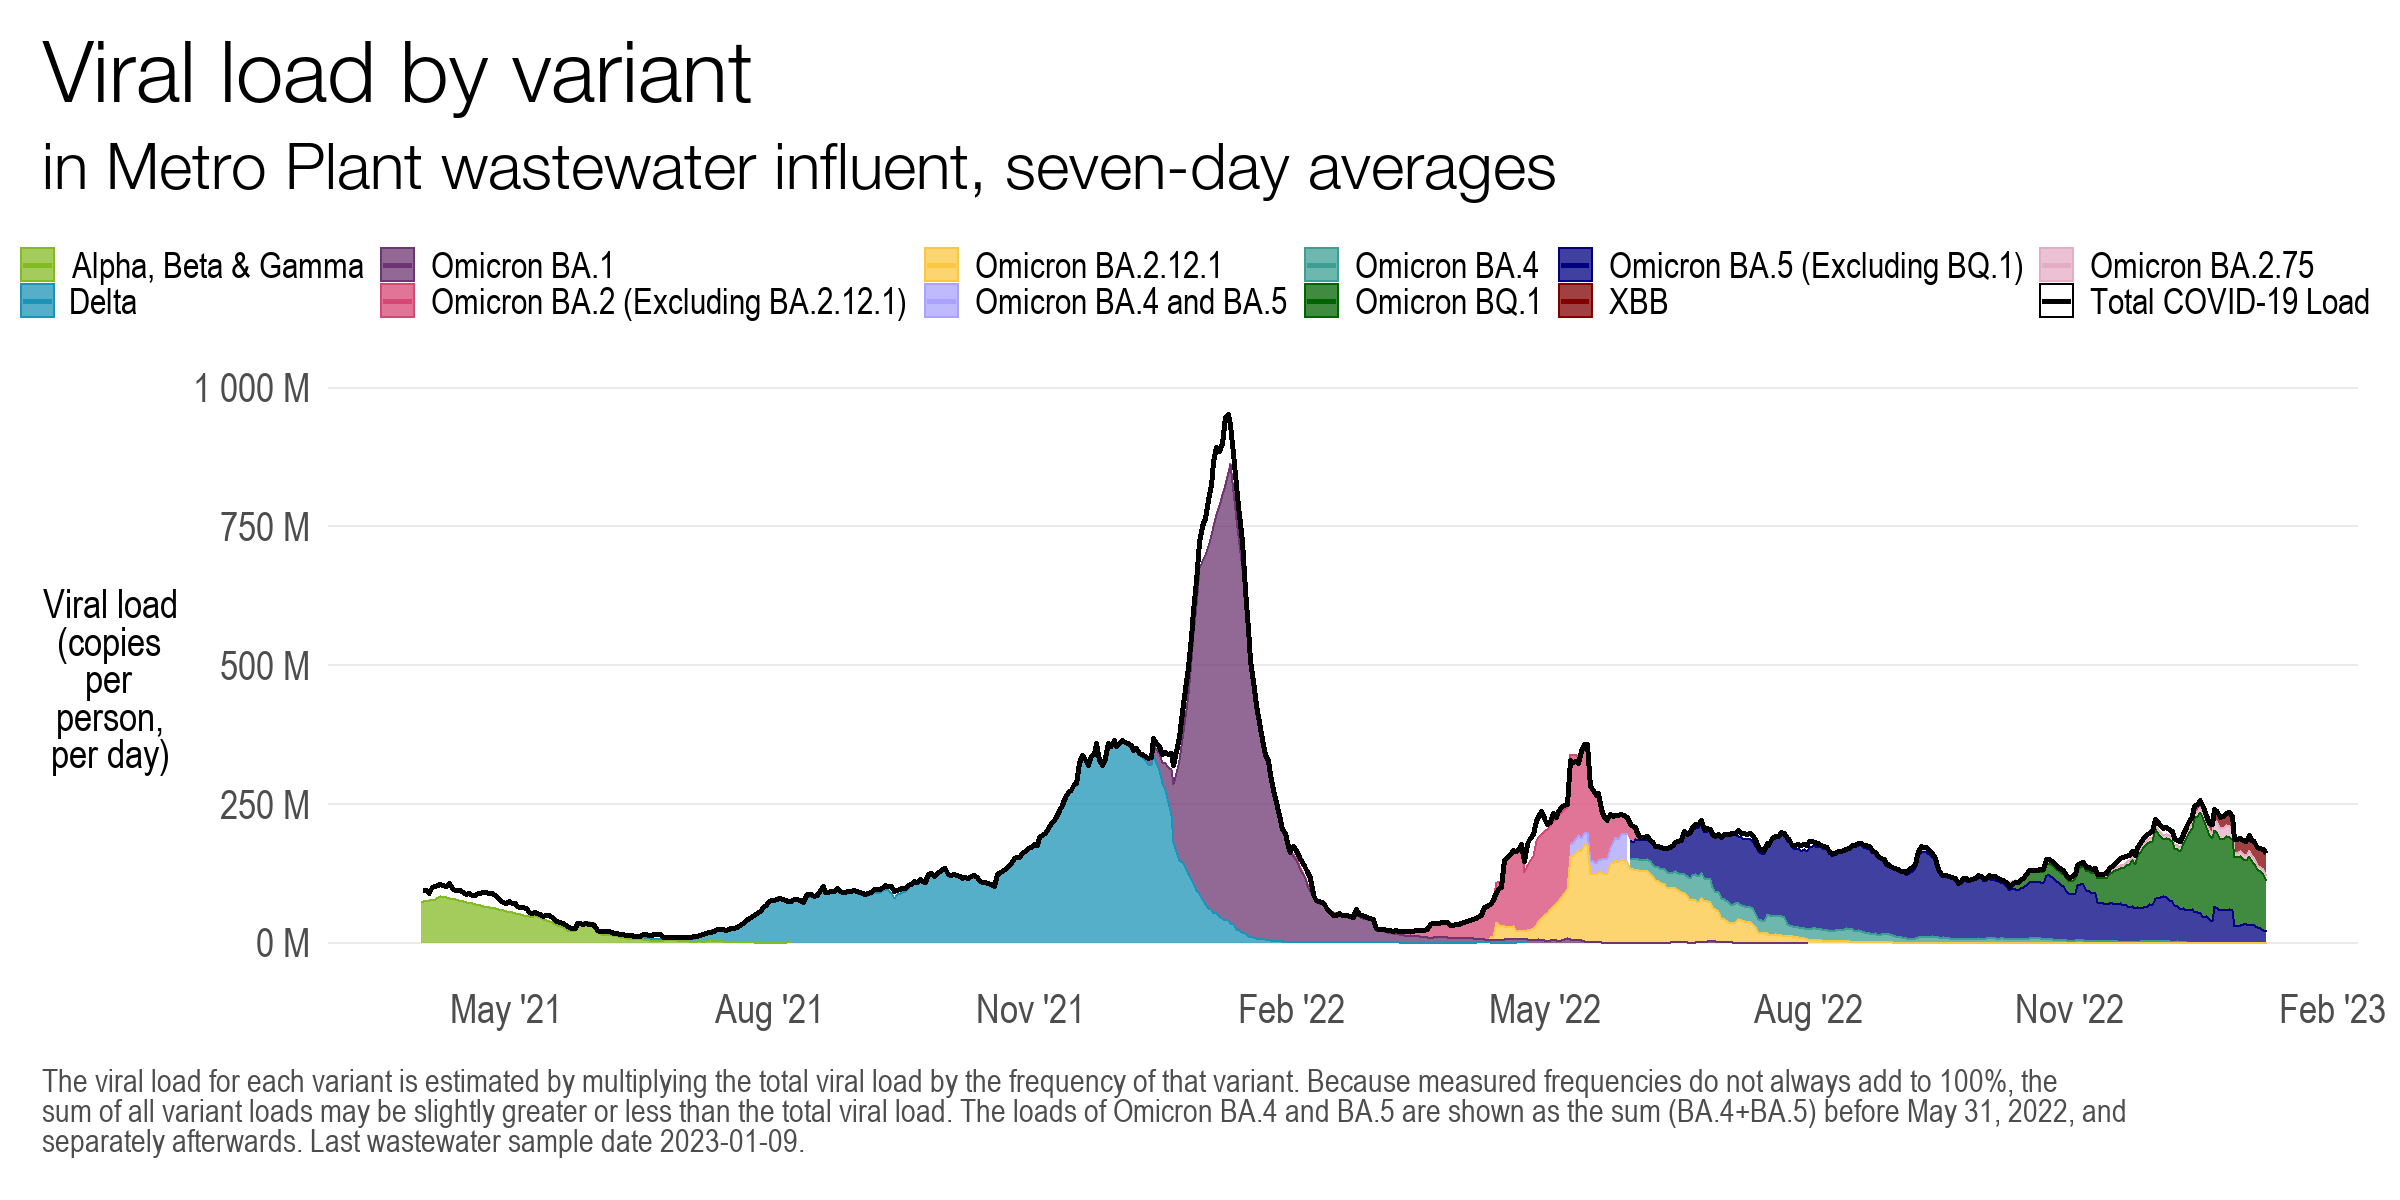 Viral load by variant
in Metro Plant wastewater influent, seven-day averages
Alpha, Beta & Gamma
Delta
Omicron BA.1
Omicron BA.2 (Excluding BA.2.12.1)
Omicron BA.2.12.1
Omicron BA.4 and BA.5
Omicron BA.4
Omicron BQ.1
Omicron BA.5 (Excluding BQ.1)
XBB
Omicron BA.2.75
Total COVID-19 Load
1 000 M
750 M
500 M
250 M
0 M
Viral load
(copies
per
person,
per day)
May '21
Aug '21
Nov '21
Feb '22
May '22
Aug '22
Nov '22
Feb '23
The viral load for each variant is estimated by multiplying the total viral load by the frequency of that variant. Because measured frequencies do not always add to 100%, the
sum of all variant loads may be slightly greater or less than the total viral load. The loads of Omicron BA.4 and BA.5 are shown as the sum (BA.4+BA.5) before May 31, 2022, and
separately afterwards. Last wastewater sample date 2023-01-09.